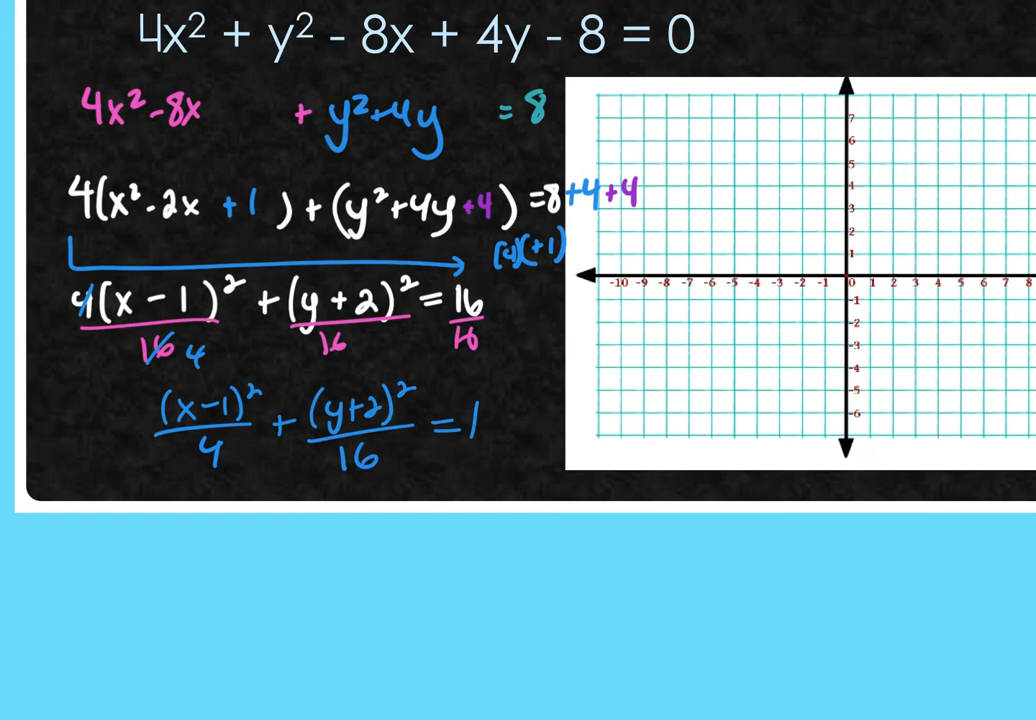 4x² + y² - 8x + 4y - 8 = 0
4x² - 8x + y² + 4y = 8
4(x² - 2x + 1 ) + (y² + 4y + 4 ) = 8 + 4 + 4
(4)(+1)
4(x - 1)² + (y + 2)² = 16
16 4 16 16
(x - 1)² + (y + 2)² = 1
4 16
7
6
5
4
3
2
1
-10 -9 -8 -7 -6 -5 -4 -3 -2 -1 0 1 2 3 4 5 6 7 8
-1
-2
-3
-4
-5
-6